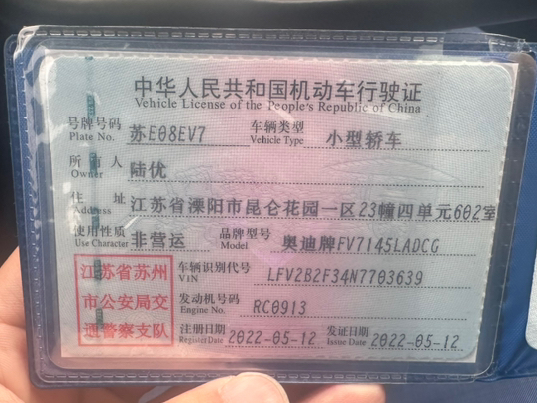 中华人民共和国机动车行驶证
Vehicle License of the People's Republic of China
号牌号码 苏E08EV7 车辆类型 小型轿车
Plate No. Vehicle Type
所有人 陆优
Owner
住址 江苏省溧阳市昆仑花园一区23幢四单元602室
Address
使用性质 非营运 品牌型号 奥迪牌FV7145LADCG
Use Character Model
江苏省苏州 车辆识别代号 LFV2B2F34N7703639
VIN
市公安局交 发动机号码 RC0913
Engine No.
通警察支队 注册日期 2022-05-12 发证日期 2022-05-12
Register Date Issue Date